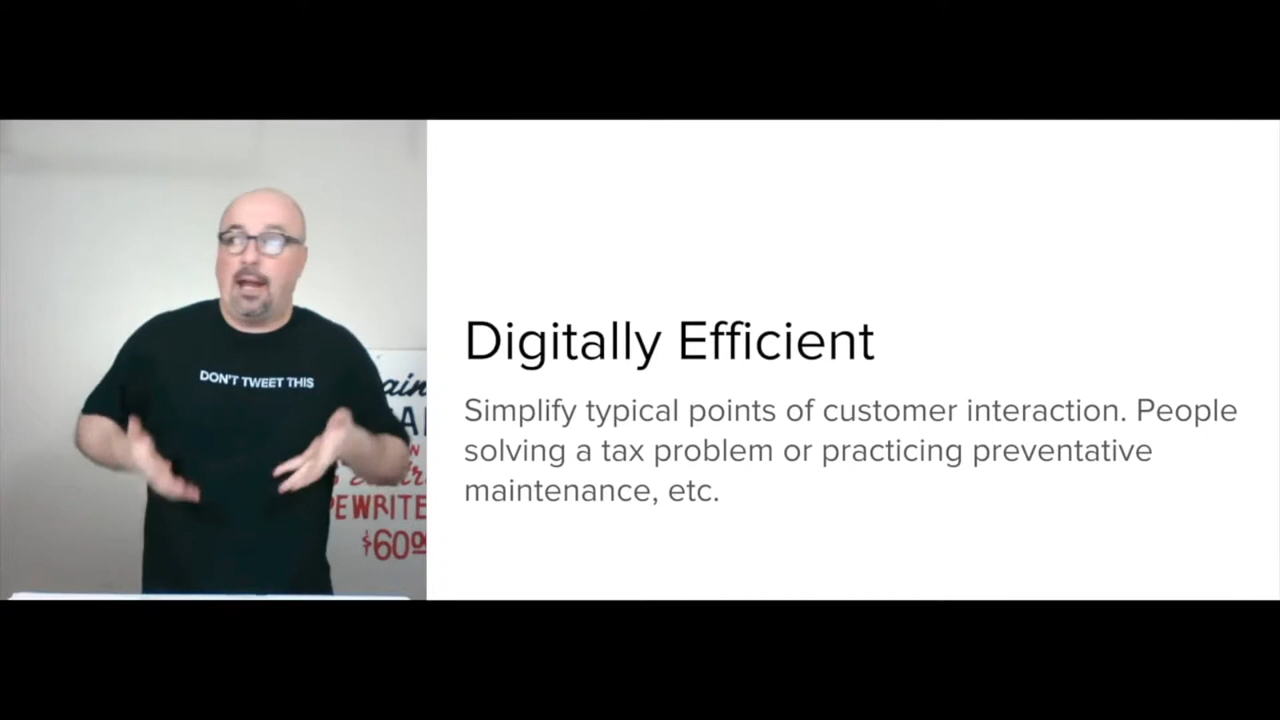 DON'T TWEET THIS
$60
Digitally Efficient
Simplify typical points of customer interaction. People
solving a tax problem or practicing preventative
maintenance, etc.